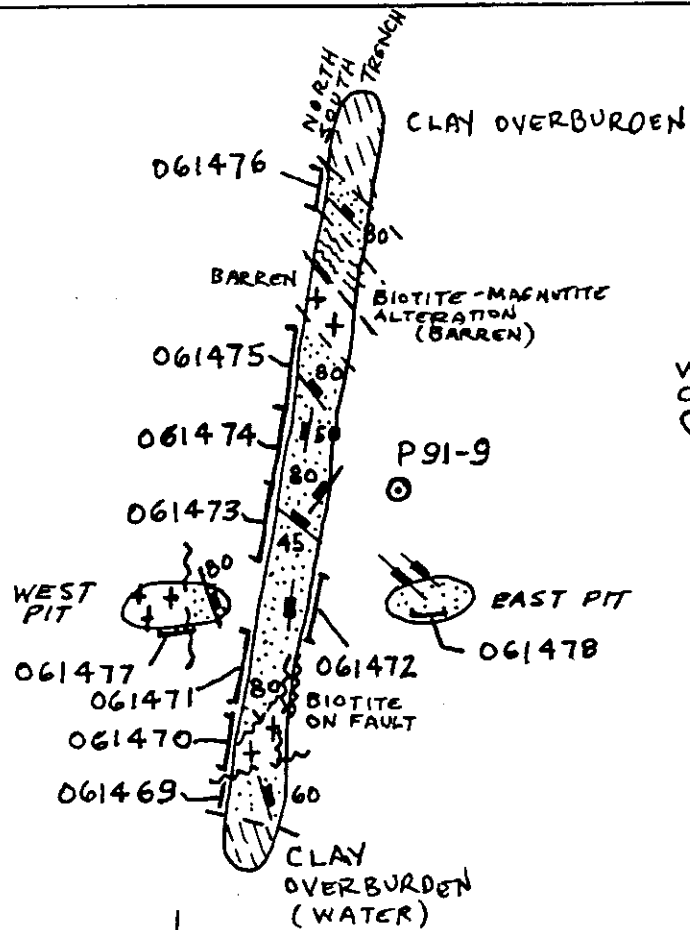 NORTH
SOUTH
TRENCH
CLAY OVERBURDEN
061476
80
BARREN
BIOTITE-MAGNUTITE
ALTERATION
(BARREN)
061475
80
061474
80
P91-9
061473
45
WEST
PIT
80
EAST PIT
061477
061472
061478
061471
80
BIOTITE
ON FAULT
061470
061469
60
CLAY
OVERBURDEN
(WATER)